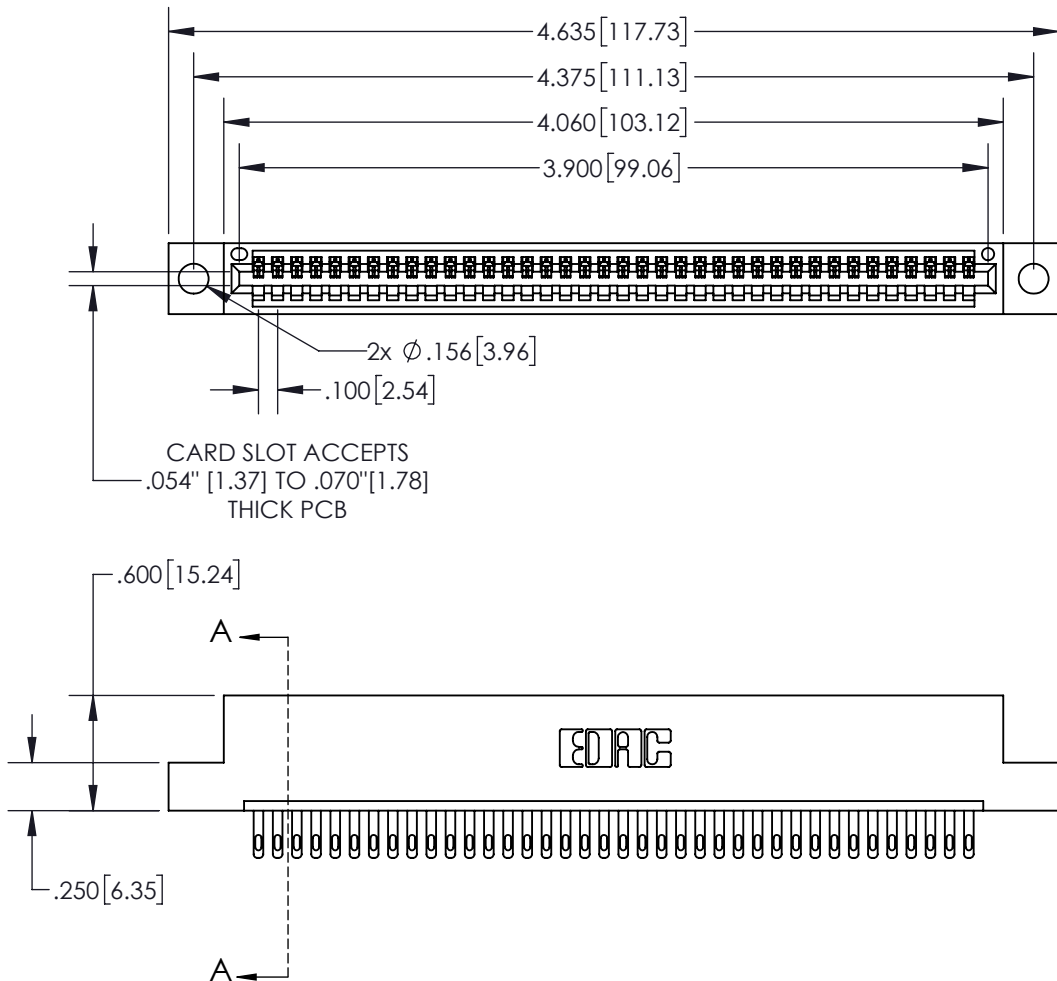 4.635[117.73]
4.375[111.13]
4.060[103.12]
3.900[99.06]
2x Ø.156[3.96]
.100[2.54]
CARD SLOT ACCEPTS
.054" [1.37] TO .070"[1.78]
THICK PCB
.600[15.24]
A
EDAC
.250[6.35]
A